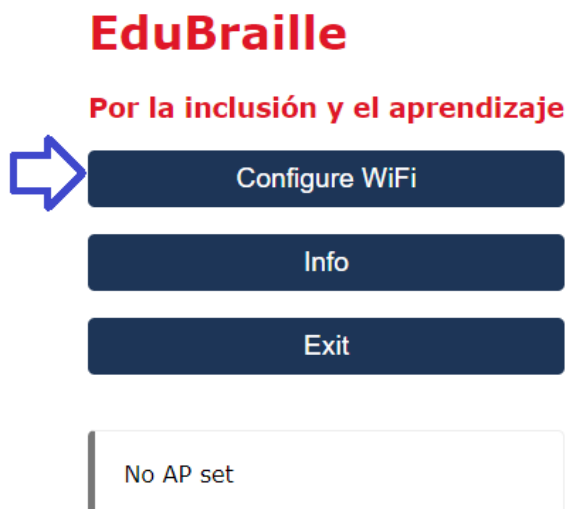 EduBraille
Por la inclusión y el aprendizaje
Configure WiFi
Info
Exit
No AP set